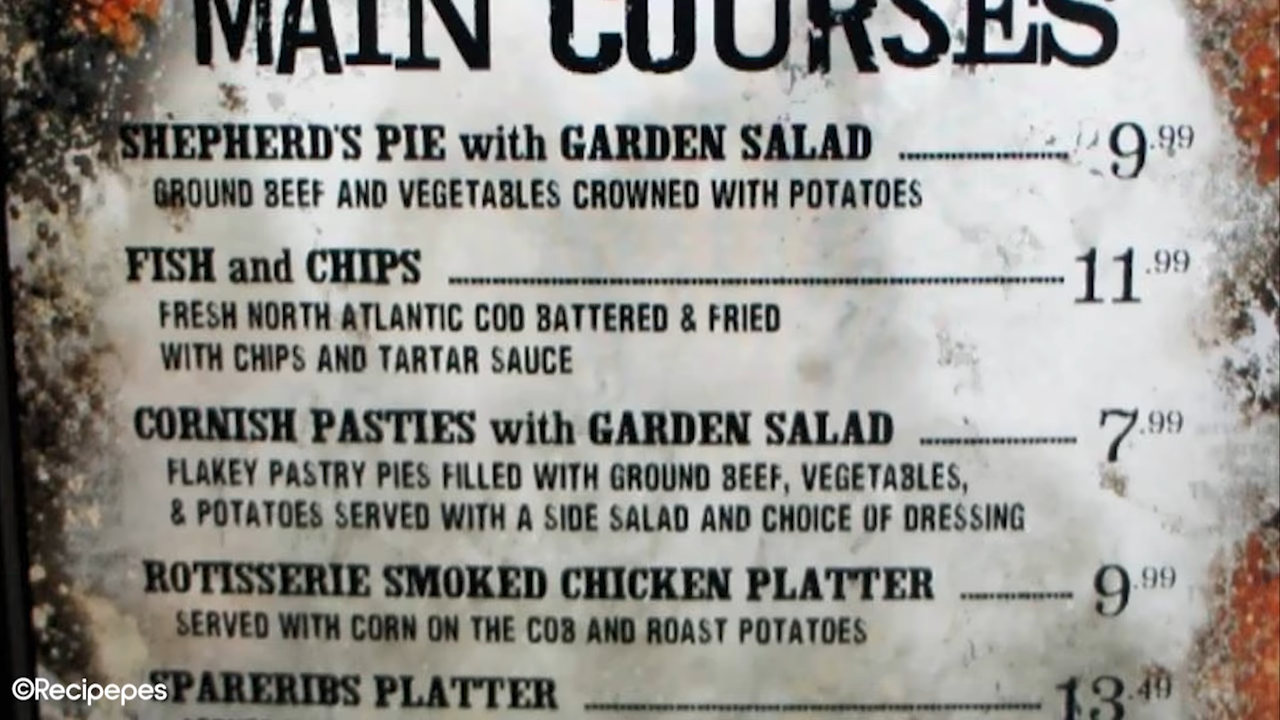 MAIN COURSES
SHEPHERD'S PIE with GARDEN SALAD ........ 9.99
GROUND BEEF AND VEGETABLES CROWNED WITH POTATOES
FISH and CHIPS ........ 11.99
FRESH NORTH ATLANTIC COD BATTERED & FRIED
WITH CHIPS AND TARTAR SAUCE
CORNISH PASTIES with GARDEN SALAD ........ 7.99
FLAKEY PASTRY PIES FILLED WITH GROUND BEEF, VEGETABLES,
& POTATOES SERVED WITH A SIDE SALAD AND CHOICE OF DRESSING
ROTISSERIE SMOKED CHICKEN PLATTER ........ 9.99
SERVED WITH CORN ON THE COB AND ROAST POTATOES
SPARERIBS PLATTER ........ 13.49
©Recipepes